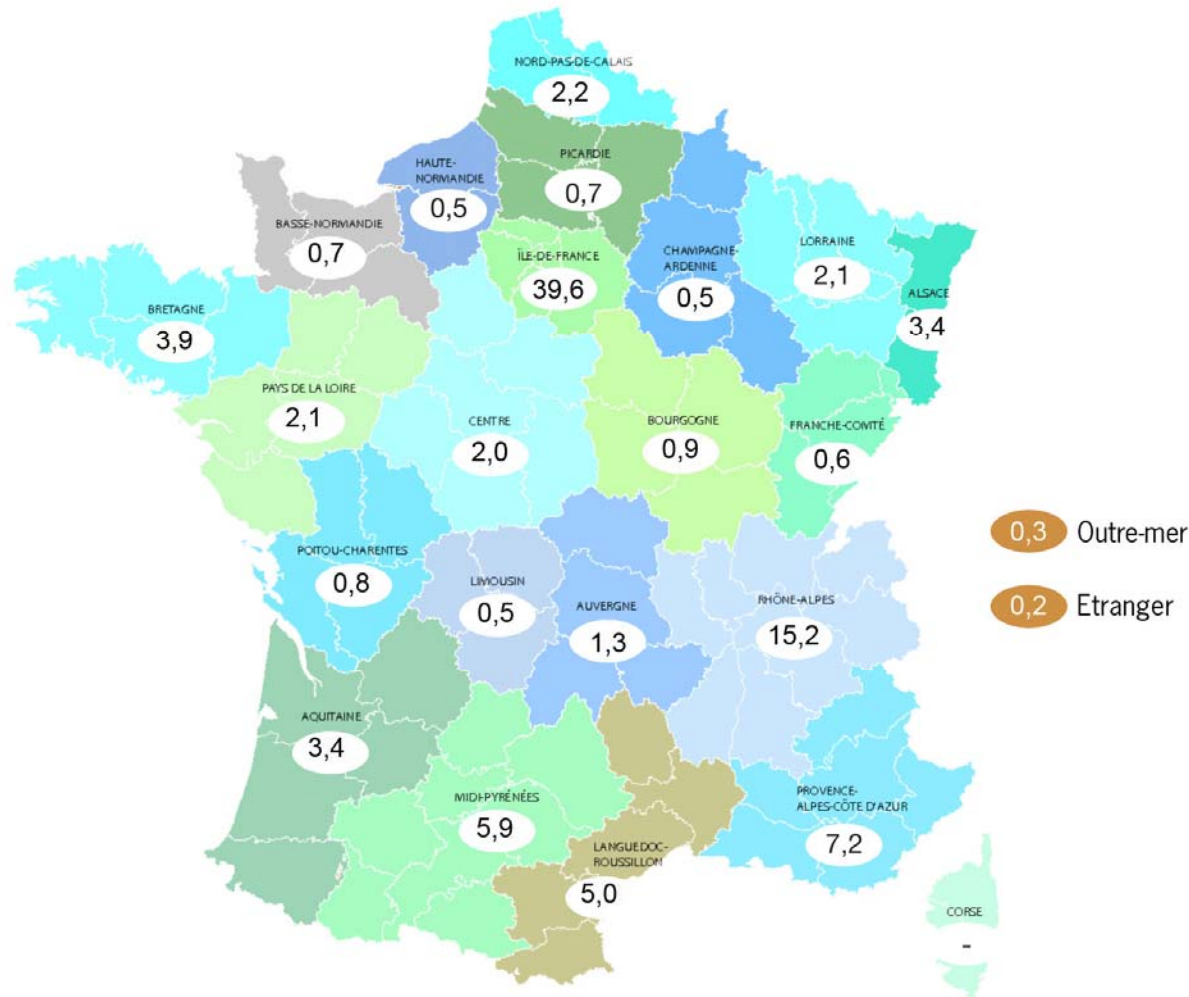 NORD-PAS-DE-CALAIS
2,2
PICARDIE
0,7
HAUTE-
NORMANDIE
0,5
BASSE-NORMANDIE
0,7
ÎLE-DE-FRANCE
39,6
CHAMPAGNE-
ARDENNE
0,5
LORRAINE
2,1
ALSACE
3,4
BRETAGNE
3,9
PAYS DE LA LOIRE
2,1
CENTRE
2,0
BOURGOGNE
0,9
FRANCHE-COMTÉ
0,6
0,3 Outre-mer
0,2 Etranger
POITOU-CHARENTES
0,8
LIMOUSIN
0,5
AUVERGNE
1,3
RHÔNE-ALPES
15,2
AQUITAINE
3,4
MIDI-PYRÉNÉES
5,9
LANGUEDOC-
ROUSSILLON
5,0
PROVENCE-
ALPES-CÔTE D'AZUR
7,2
CORSE
-